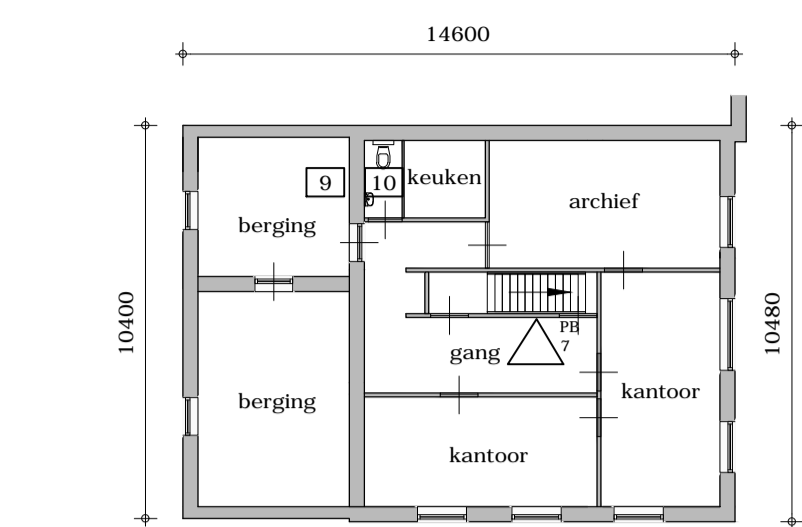 14600
9
10
keuken
berging
archief
10400
10480
PB
7
gang
berging
kantoor
kantoor